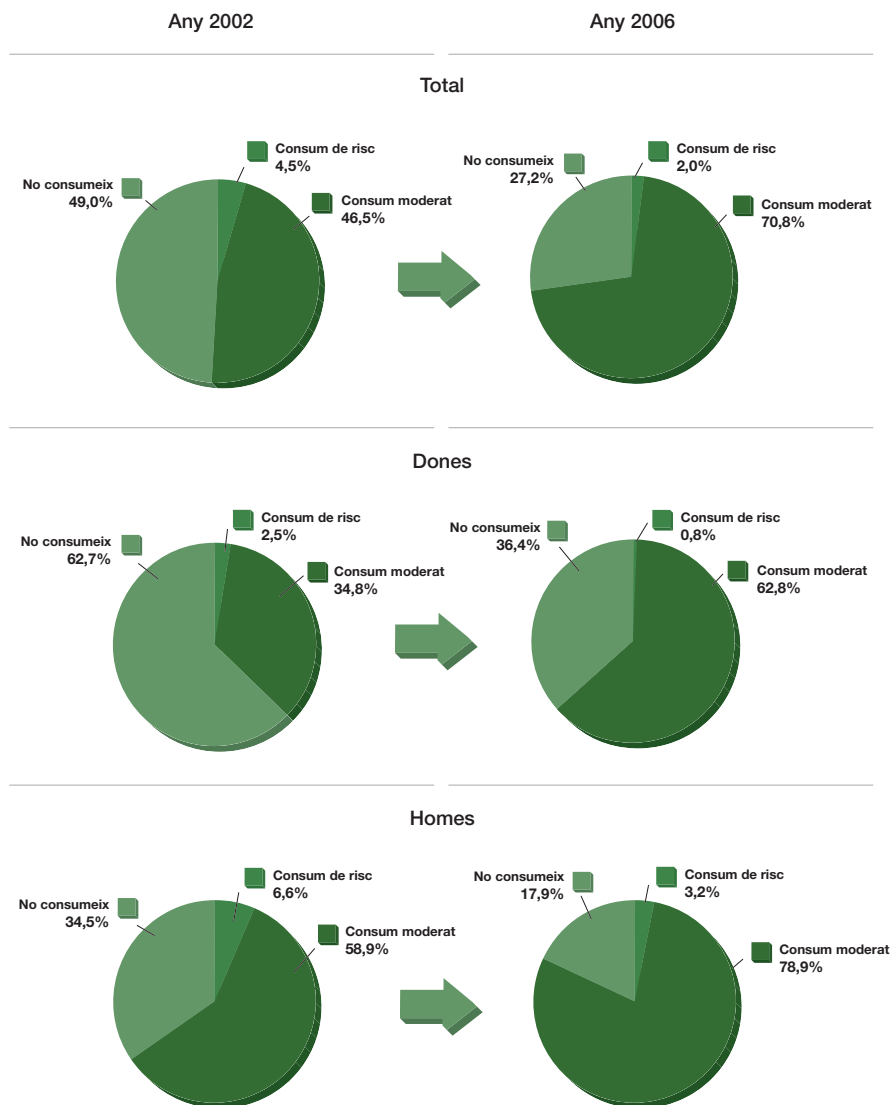 Any 2002
Any 2006
Total
Consum de risc
4,5%
No consumeix
49,0%
Consum moderat
46,5%
Consum de risc
2,0%
No consumeix
27,2%
Consum moderat
70,8%
Dones
Consum de risc
2,5%
No consumeix
62,7%
Consum moderat
34,8%
Consum de risc
0,8%
No consumeix
36,4%
Consum moderat
62,8%
Homes
Consum de risc
6,6%
No consumeix
34,5%
Consum moderat
58,9%
Consum de risc
3,2%
No consumeix
17,9%
Consum moderat
78,9%